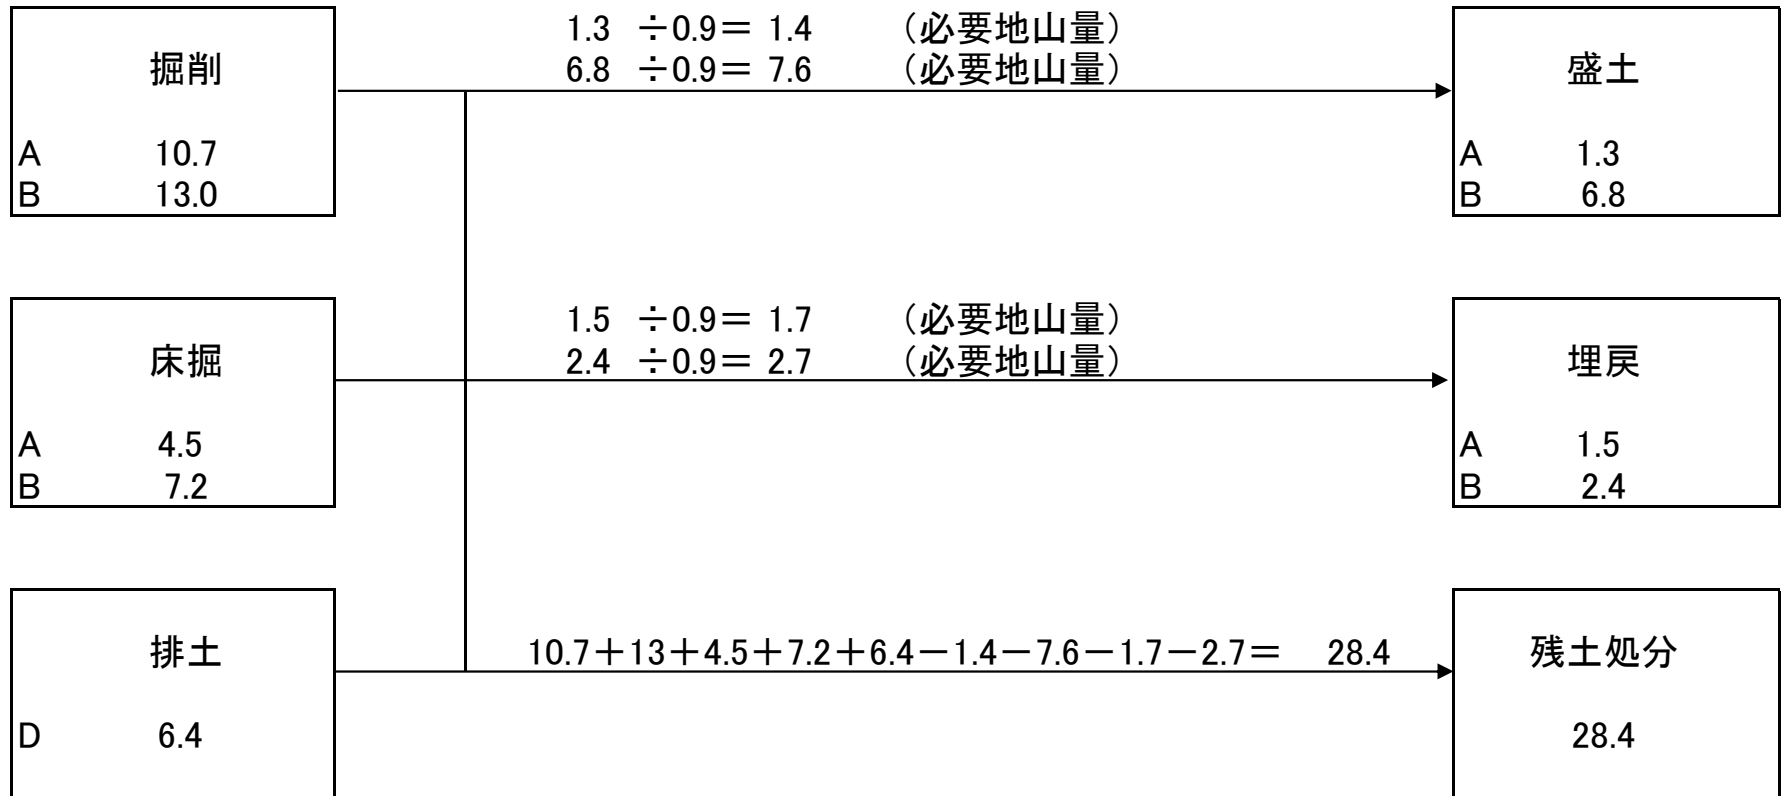 掘削
A 10.7
B 13.0
1.3 ÷0.9＝ 1.4 （必要地山量）
6.8 ÷0.9＝ 7.6 （必要地山量）
盛土
A 1.3
B 6.8
床掘
A 4.5
B 7.2
1.5 ÷0.9＝ 1.7 （必要地山量）
2.4 ÷0.9＝ 2.7 （必要地山量）
埋戻
A 1.5
B 2.4
排土
D 6.4
10.7＋13＋4.5＋7.2＋6.4－1.4－7.6－1.7－2.7＝ 28.4
残土処分
28.4